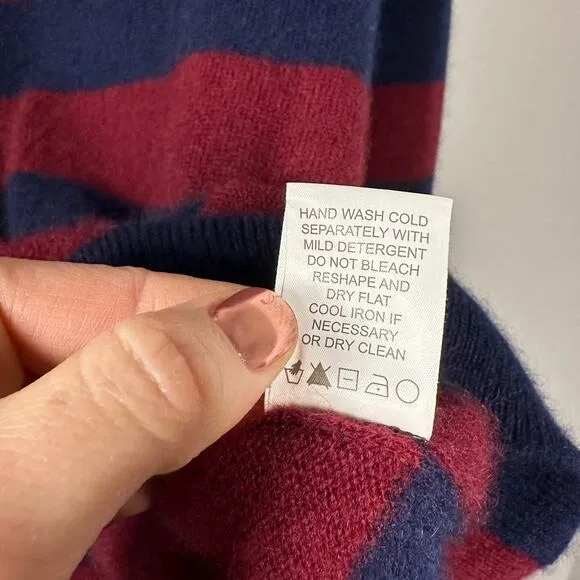 HAND WASH COLD
SEPARATELY WITH
MILD DETERGENT
DO NOT BLEACH
RESHAPE AND
DRY FLAT
COOL IRON IF
NECESSARY
OR DRY CLEAN